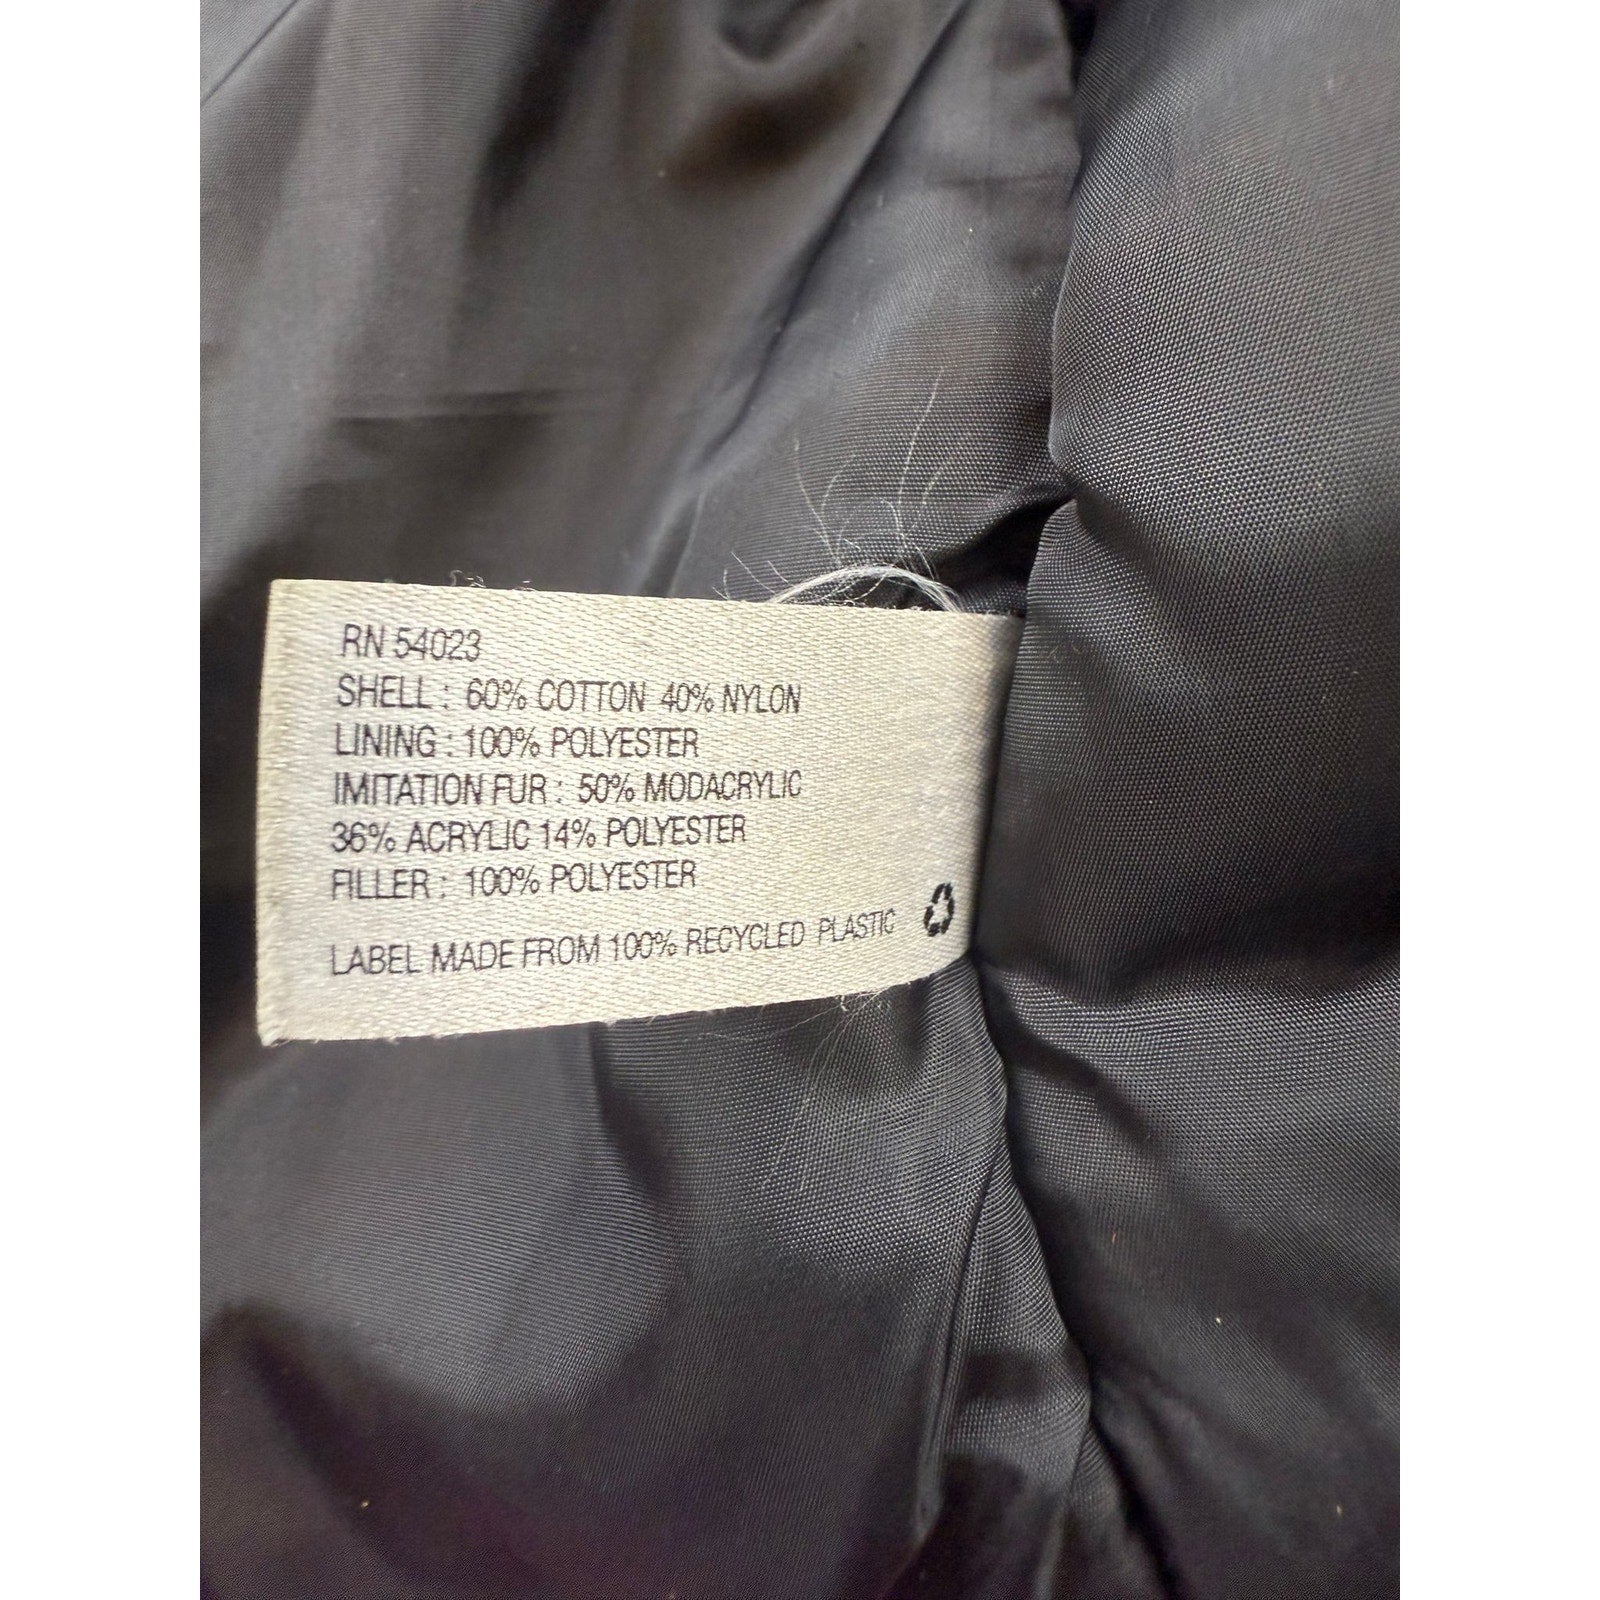 RN 54023
SHELL : 60% COTTON 40% NYLON
LINING : 100% POLYESTER
IMITATION FUR : 50% MODACRYLIC
36% ACRYLIC 14% POLYESTER
FILLER : 100% POLYESTER
LABEL MADE FROM 100% RECYCLED PLASTIC